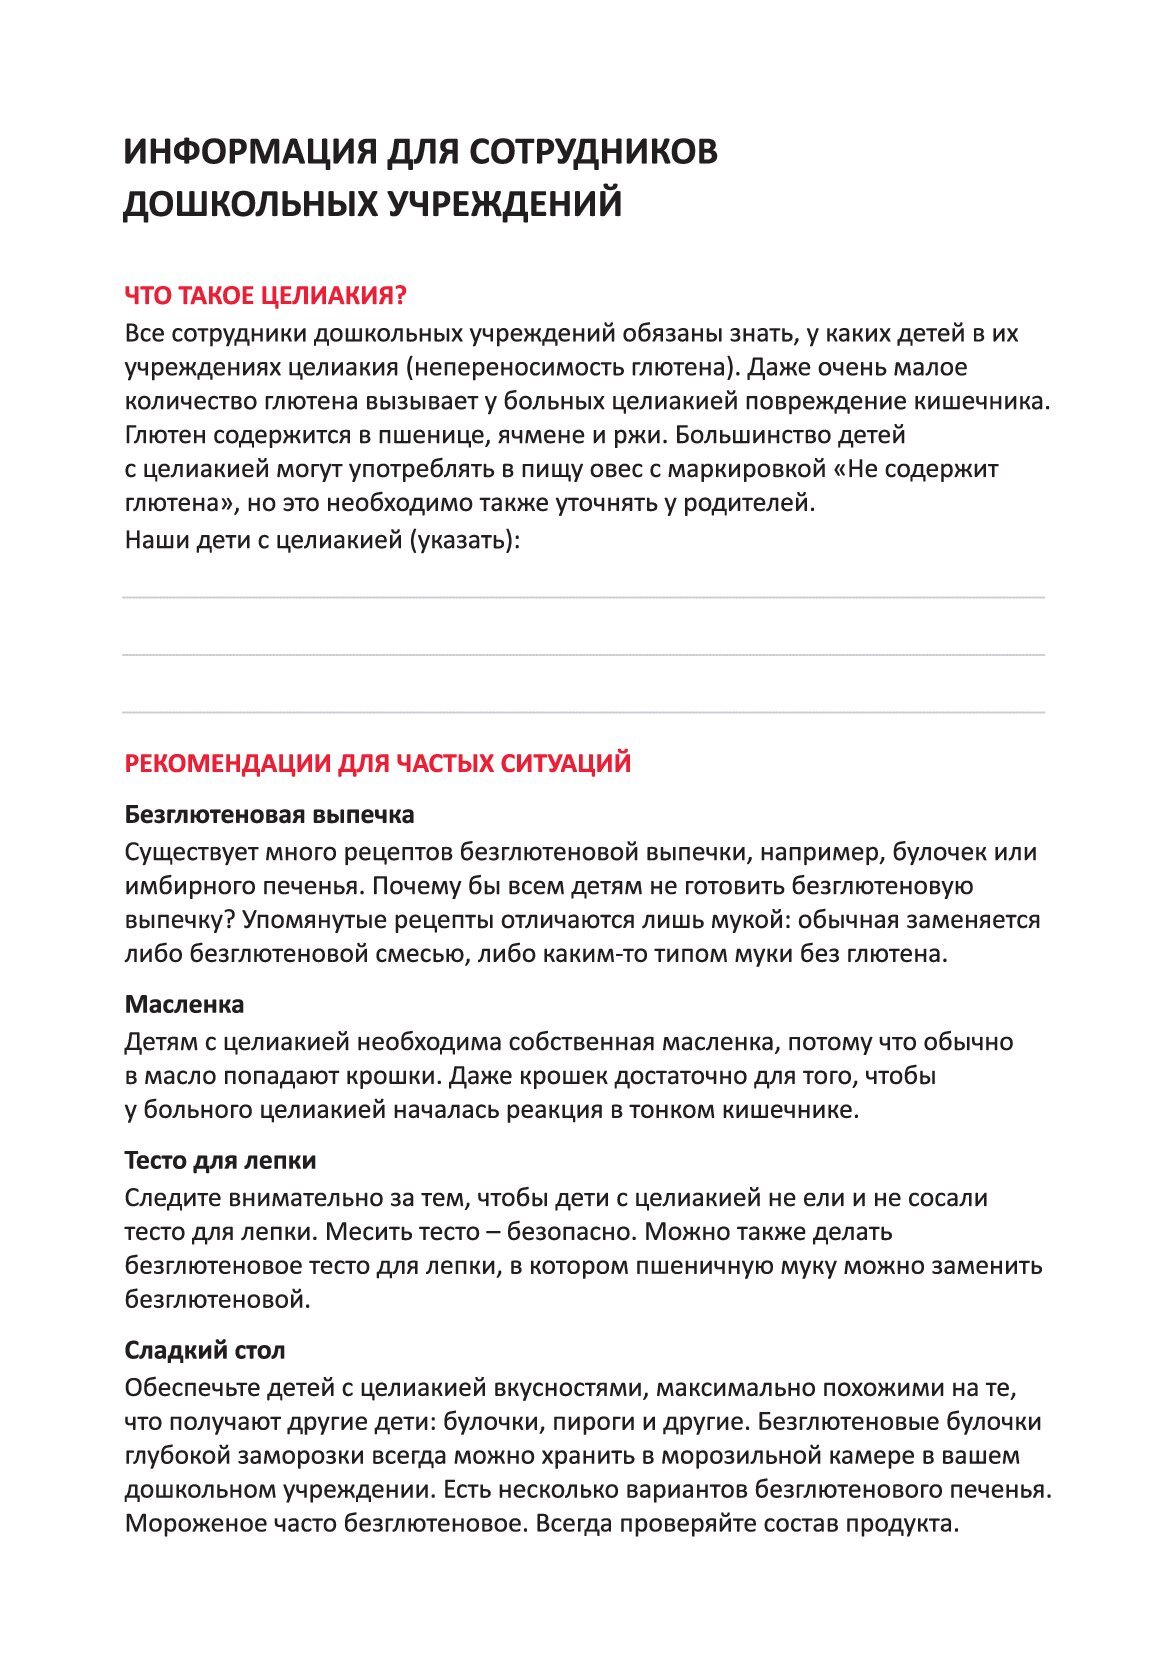 ИНФОРМАЦИЯ ДЛЯ СОТРУДНИКОВ
ДОШКОЛЬНЫХ УЧРЕЖДЕНИЙ
ЧТО ТАКОЕ ЦЕЛИАКИЯ?
Все сотрудники дошкольных учреждений обязаны знать, у каких детей в их
учреждениях целиакия (непереносимость глютена). Даже очень малое
количество глютена вызывает у больных целиакией повреждение кишечника.
Глютен содержится в пшенице, ячмене и ржи. Большинство детей
с целиакией могут употреблять в пищу овес с маркировкой «Не содержит
глютена», но это необходимо также уточнять у родителей.
Наши дети с целиакией (указать):
РЕКОМЕНДАЦИИ ДЛЯ ЧАСТЫХ СИТУАЦИЙ
Безглютеновая выпечка
Существует много рецептов безглютеновой выпечки, например, булочек или
имбирного печенья. Почему бы всем детям не готовить безглютеновую
выпечку? Упомянутые рецепты отличаются лишь мукой: обычная заменяется
либо безглютеновой смесью, либо каким-то типом муки без глютена.
Масленка
Детям с целиакией необходима собственная масленка, потому что обычно
в масло попадают крошки. Даже крошек достаточно для того, чтобы
у больного целиакией началась реакция в тонком кишечнике.
Тесто для лепки
Следите внимательно за тем, чтобы дети с целиакией не ели и не сосали
тесто для лепки. Месить тесто – безопасно. Можно также делать
безглютеновое тесто для лепки, в котором пшеничную муку можно заменить
безглютеновой.
Сладкий стол
Обеспечьте детей с целиакией вкусностями, максимально похожими на те,
что получают другие дети: булочки, пироги и другие. Безглютеновые булочки
глубокой заморозки всегда можно хранить в морозильной камере в вашем
дошкольном учреждении. Есть несколько вариантов безглютенового печенья.
Мороженое часто безглютеновое. Всегда проверяйте состав продукта.